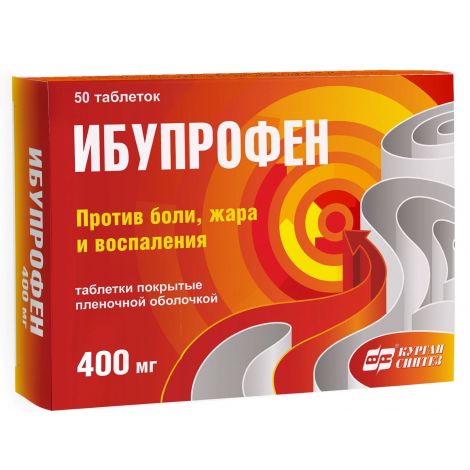 50 таблеток
ИБУПРОФЕН
Против боли, жара
и воспаления
таблетки покрытые
пленочной оболочкой
400 мг
ИБУПРОФЕН
400 мг
КУРГАН
СИНТЕЗ